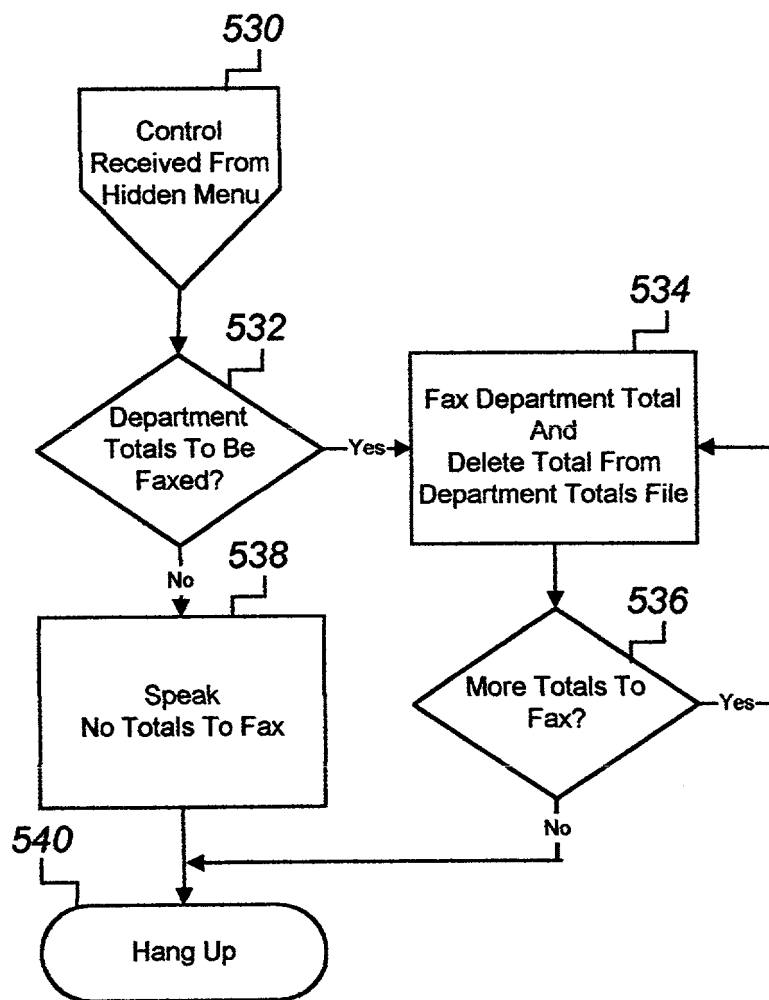 530
Control
Received From
Hidden Menu
532
Department
Totals To Be
Faxed?
Yes
534
Fax Department Total
And
Delete Total From
Department Totals File
No
538
Speak
No Totals To Fax
536
More Totals To
Fax?
Yes
No
540
Hang Up